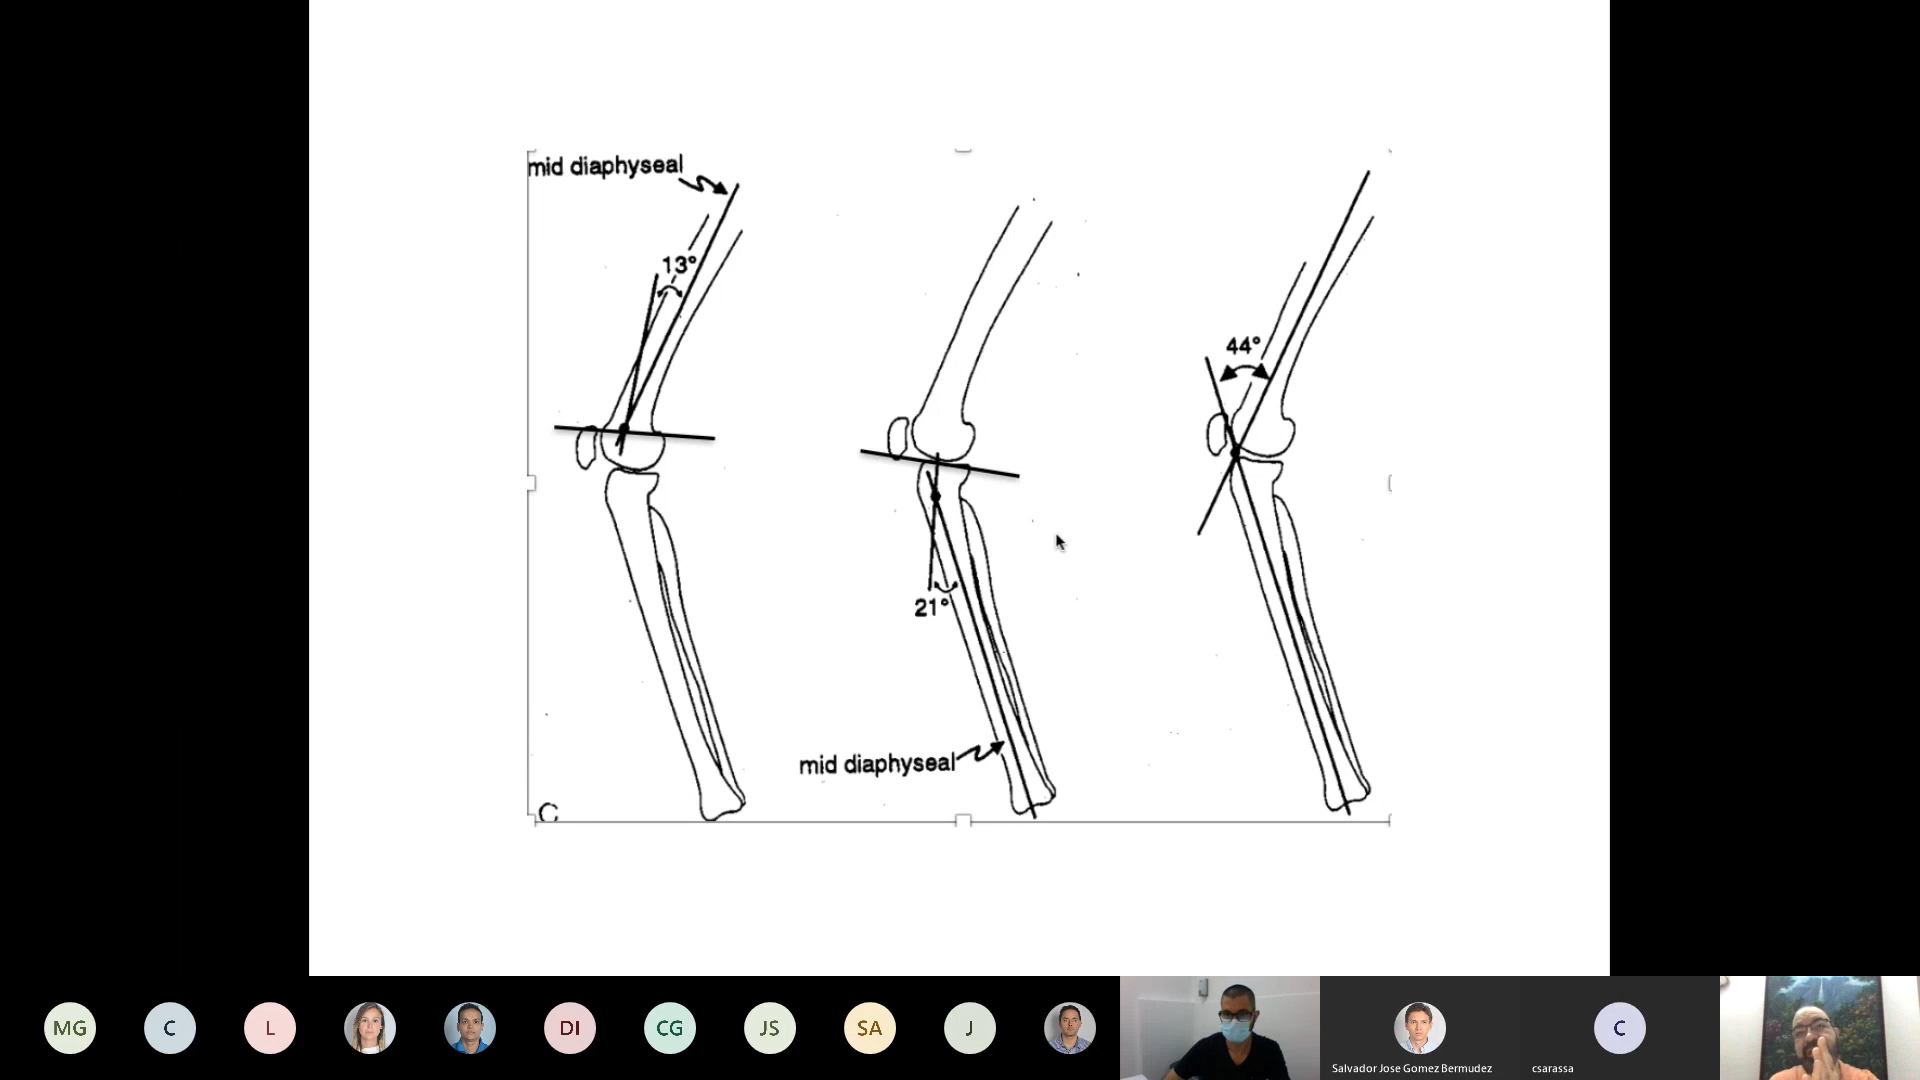 mid diaphyseal
13°
44°
21°
mid diaphyseal
C
MG
C
L
DI
CG
JS
SA
J
Salvador Jose Gomez Bermudez
C
csarassa